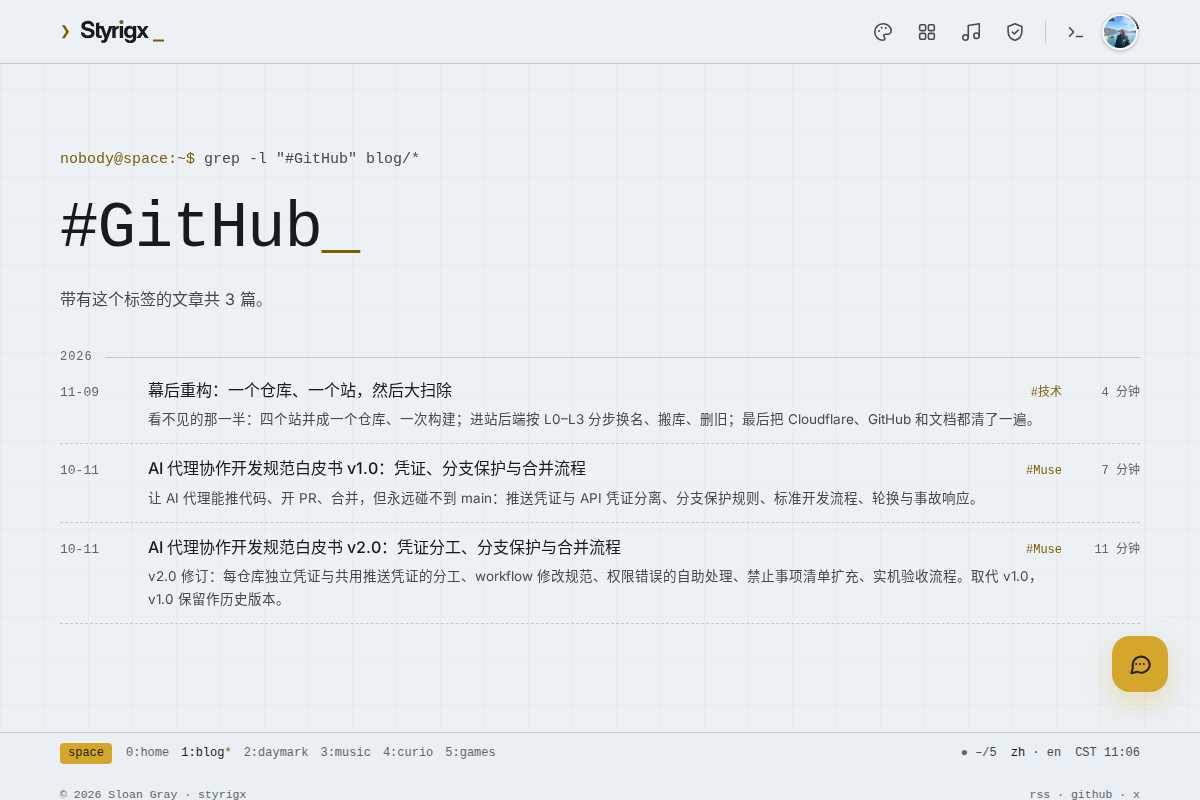 ❯ Styrigx _
nobody@space:~$ grep -l "#GitHub" blog/*
#GitHub_
带有这个标签的文章共 3 篇。
2026
11-09 幕后重构：一个仓库、一个站，然后大扫除 #技术 4 分钟
看不见的那一半：四个站并成一个仓库、一次构建；进站后端按 L0–L3 分步换名、搬库、删旧；最后把 Cloudflare、GitHub 和文档都清了一遍。
10-11 AI 代理协作开发规范白皮书 v1.0：凭证、分支保护与合并流程 #Muse 7 分钟
让 AI 代理能推代码、开 PR、合并，但永远碰不到 main：推送凭证与 API 凭证分离、分支保护规则、标准开发流程、轮换与事故响应。
10-11 AI 代理协作开发规范白皮书 v2.0：凭证分工、分支保护与合并流程 #Muse 11 分钟
v2.0 修订：每仓库独立凭证与共用推送凭证的分工、workflow 修改规范、权限错误的自助处理、禁止事项清单扩充、实机验收流程。取代 v1.0，
v1.0 保留作历史版本。
space 0:home 1:blog* 2:daymark 3:music 4:curio 5:games ● −/5 zh · en CST 11:06
© 2026 Sloan Gray · styrigx rss · github · x